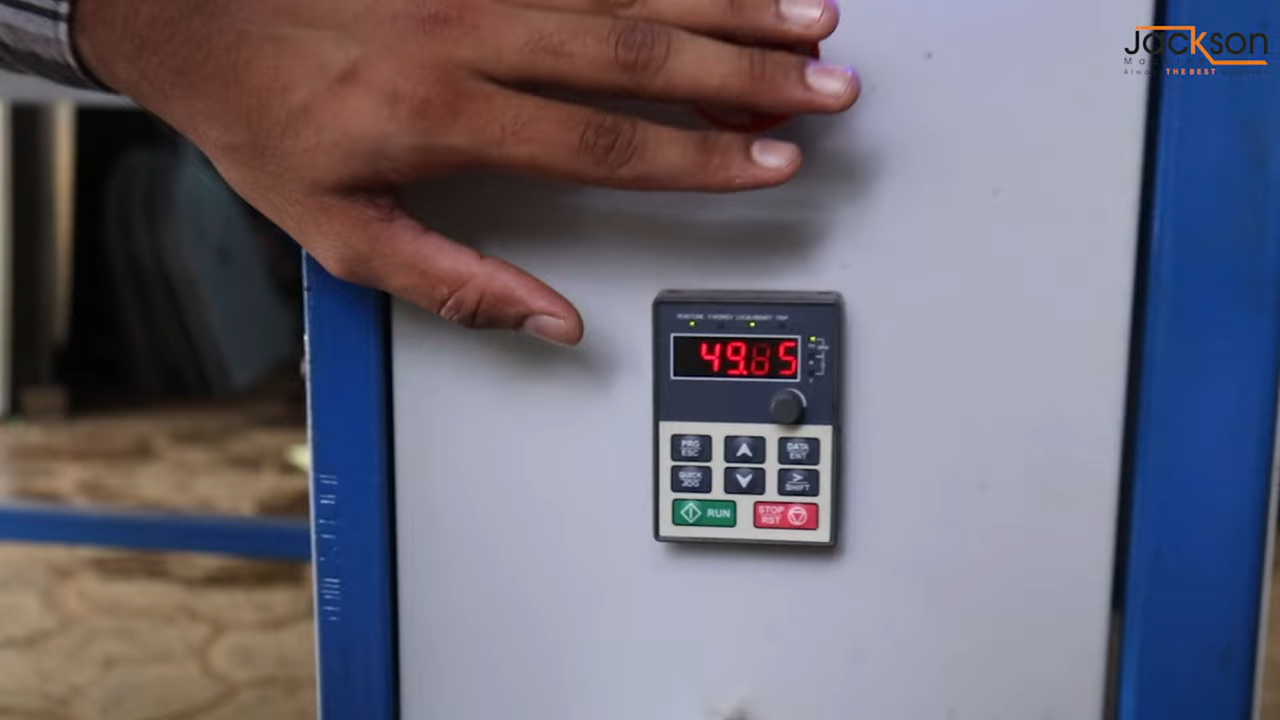 Jackson
THE BEST
49.85
PRG
ESC
DATA
ENT
QUICK
JOG
>
SHIFT
RUN
STOP
RST